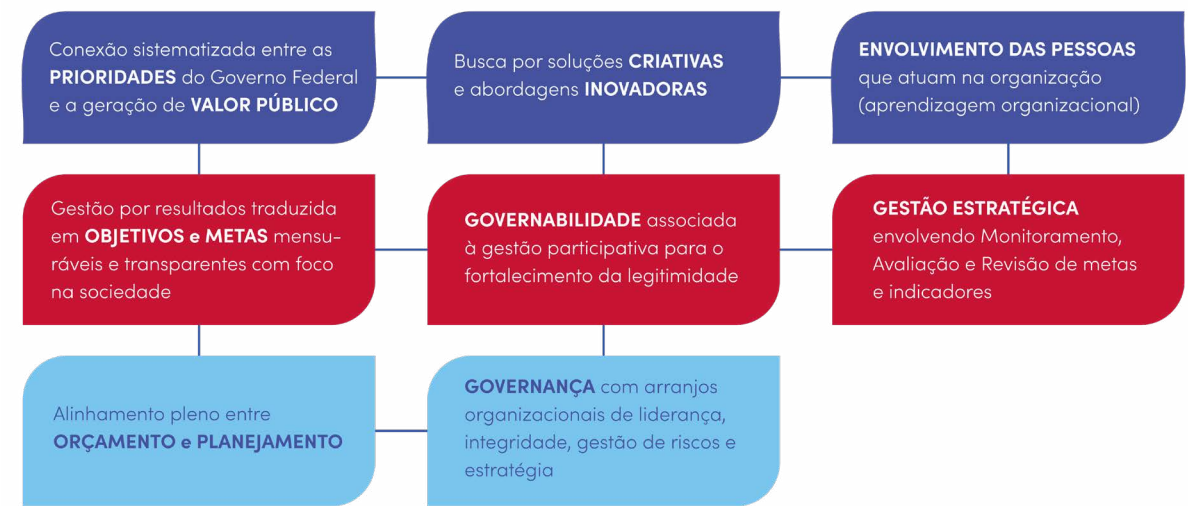 Conexão sistematizada entre as
PRIORIDADES do Governo Federal
e a geração de VALOR PÚBLICO
Busca por soluções CRIATIVAS
e abordagens INOVADORAS
ENVOLVIMENTO DAS PESSOAS
que atuam na organização
(aprendizagem organizacional)
Gestão por resultados traduzida
em OBJETIVOS e METAS mensu-
ráveis e transparentes com foco
na sociedade
GOVERNABILIDADE associada
à gestão participativa para o
fortalecimento da legitimidade
GESTÃO ESTRATÉGICA
envolvendo Monitoramento,
Avaliação e Revisão de metas
e indicadores
Alinhamento pleno entre
ORÇAMENTO e PLANEJAMENTO
GOVERNANÇA com arranjos
organizacionais de liderança,
integridade, gestão de riscos e
estratégia